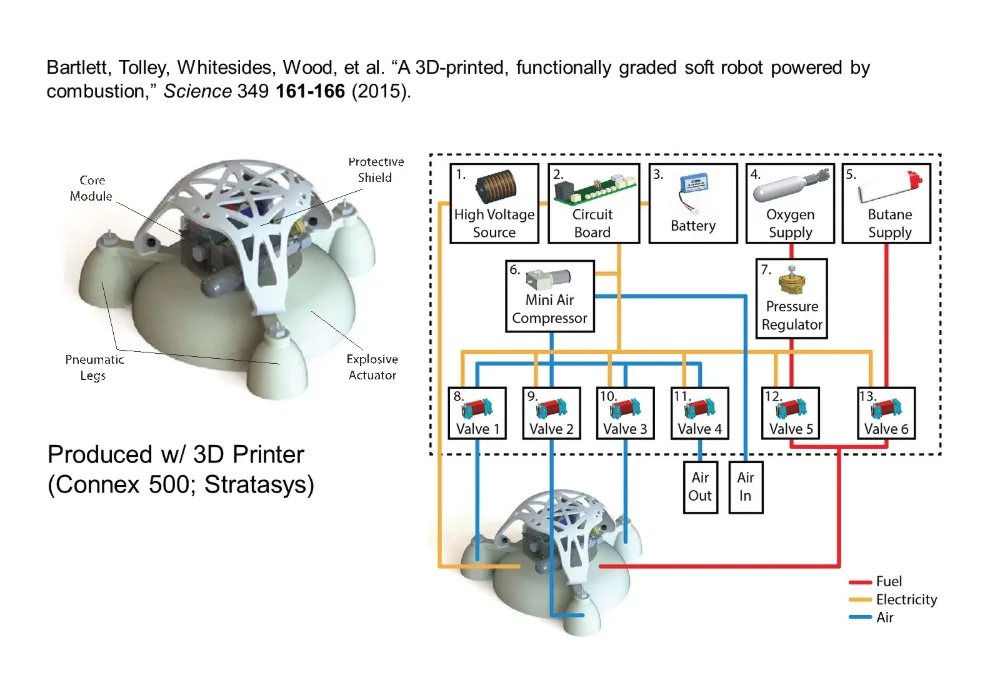 Bartlett, Tolley, Whitesides, Wood, et al. “A 3D-printed, functionally graded soft robot powered by
combustion,” Science 349 161-166 (2015).
Core
Module
Protective
Shield
Pneumatic
Legs
Explosive
Actuator
Produced w/ 3D Printer
(Connex 500; Stratasys)
1.
High Voltage
Source
2.
Circuit
Board
3.
Battery
4.
Oxygen
Supply
5.
Butane
Supply
6.
Mini Air
Compressor
7.
Pressure
Regulator
8.
Valve 1
9.
Valve 2
10.
Valve 3
11.
Valve 4
12.
Valve 5
13.
Valve 6
Air
Out
Air
In
Fuel
Electricity
Air